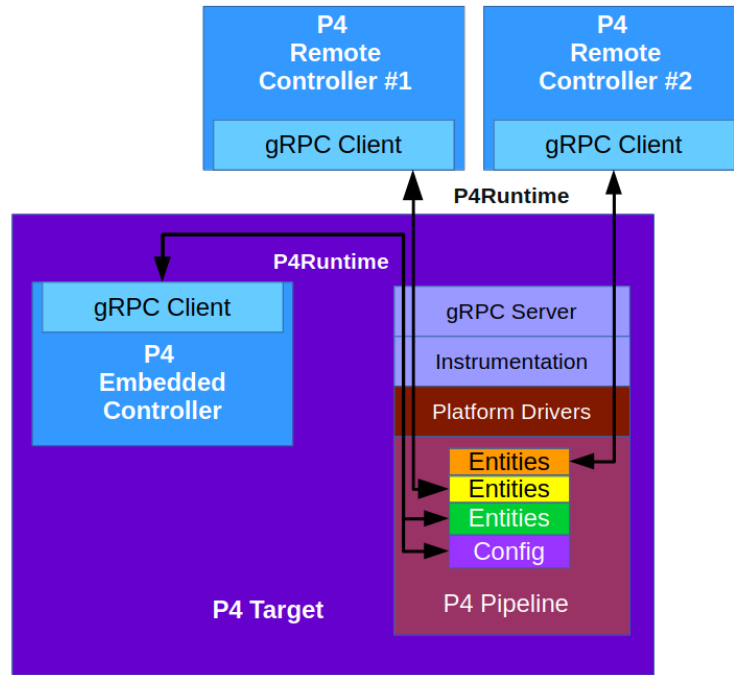 P4
Remote
Controller #1
gRPC Client
P4
Remote
Controller #2
gRPC Client
P4Runtime
P4Runtime
gRPC Client
P4
Embedded
Controller
gRPC Server
Instrumentation
Platform Drivers
Entities
Entities
Entities
Config
P4 Pipeline
P4 Target